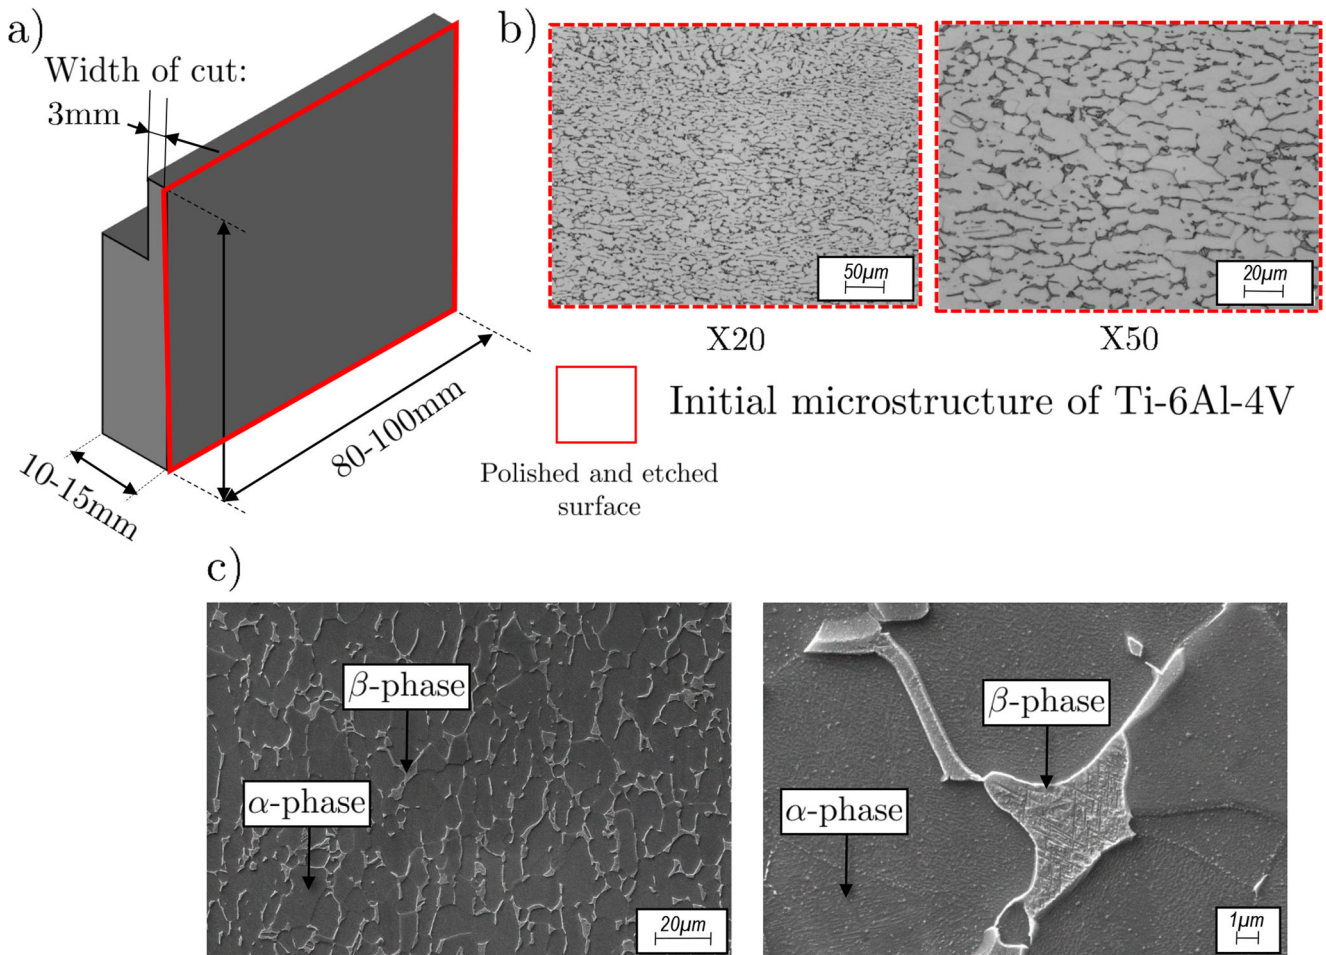 a)
Width of cut:
3mm
10-15mm
80-100mm
b)
50µm
20µm
X20
X50
Initial microstructure of Ti-6Al-4V
Polished and etched
surface
c)
β-phase
α-phase
20µm
β-phase
α-phase
1µm